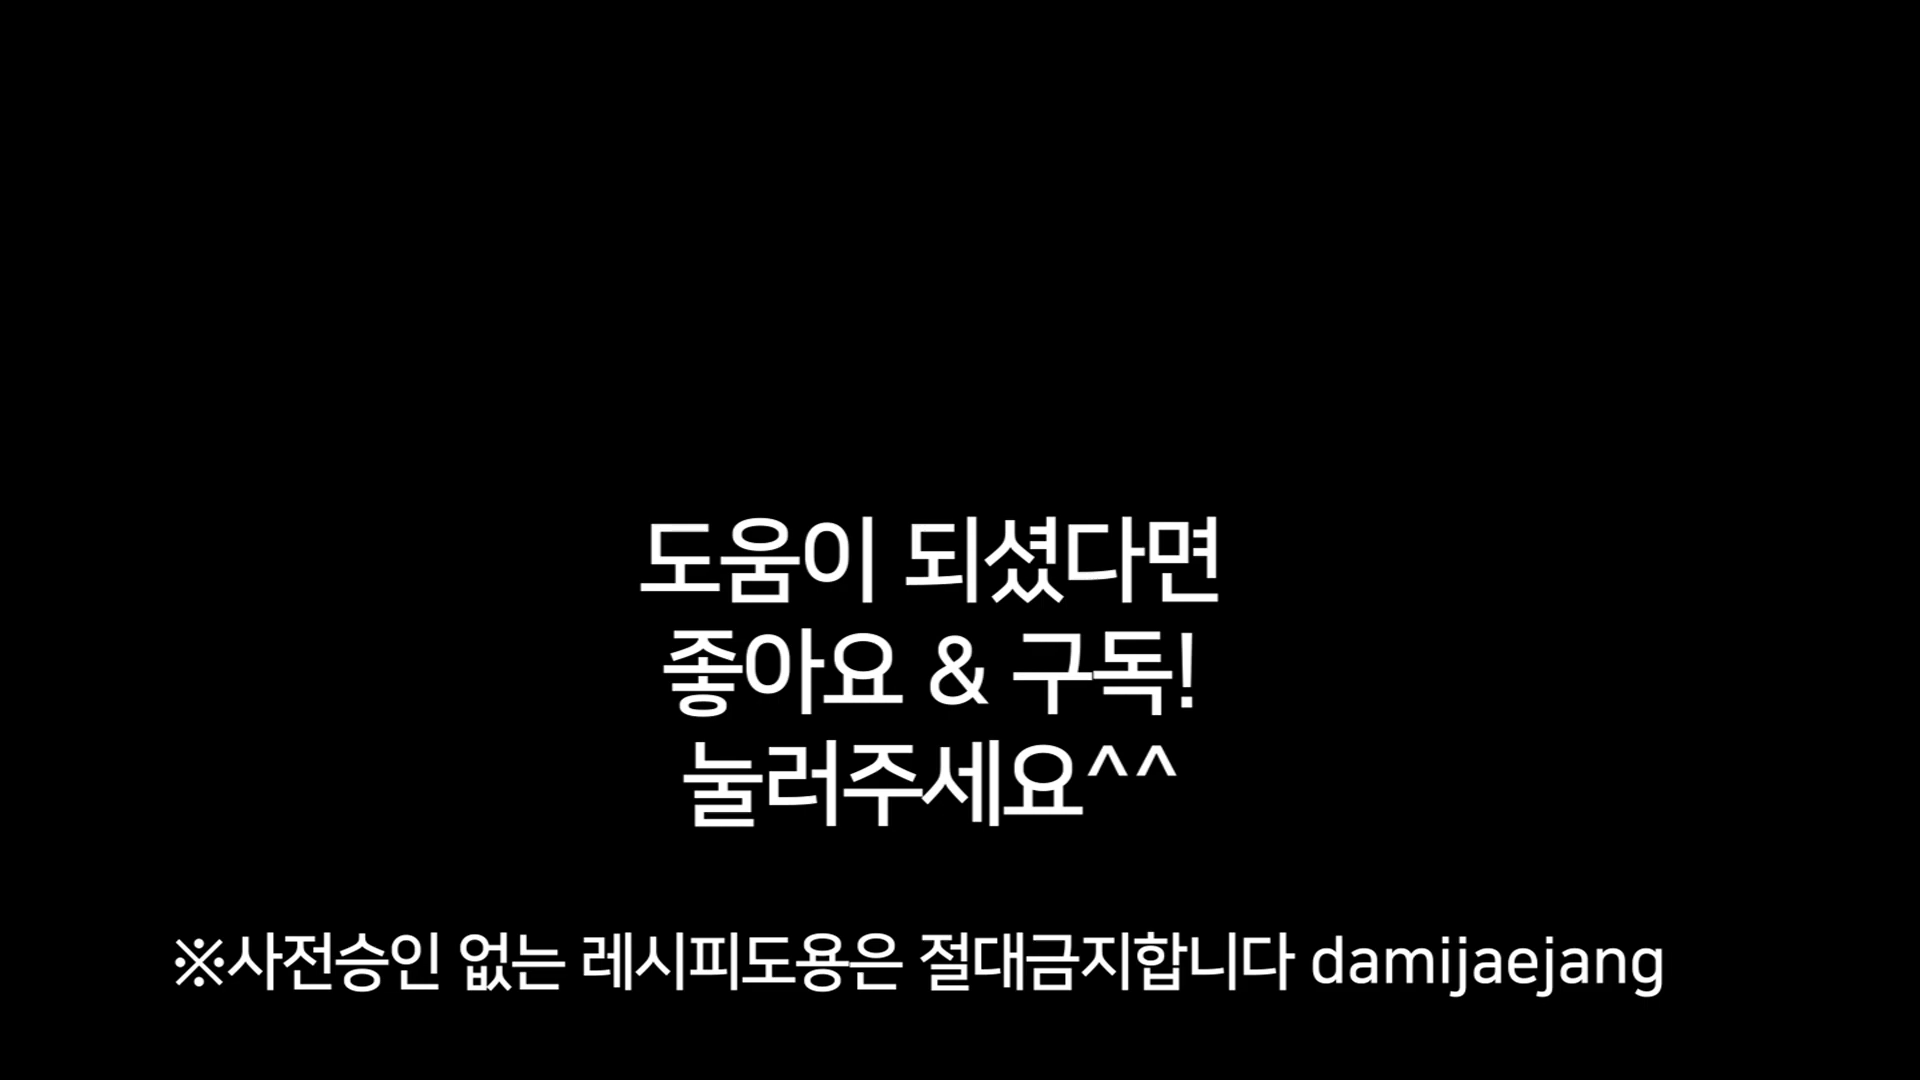 도움이 되셨다면
좋아요 & 구독!
눌러주세요^^
※사전승인 없는 레시피도용은 절대금지합니다 damijaejang